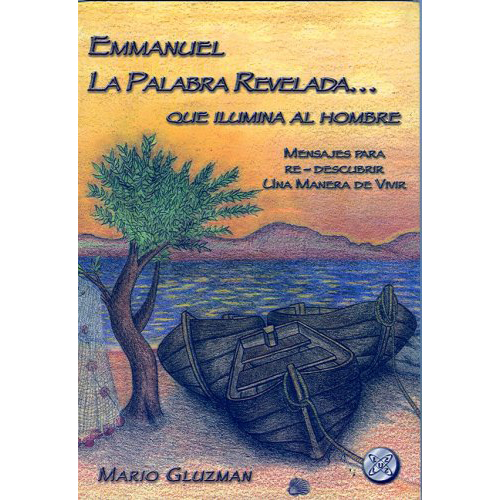 Emmanuel
La Palabra Revelada...
que ilumina al hombre
Mensajes para
re-descubrir
Una Manera de Vivir
Mario Gluzman